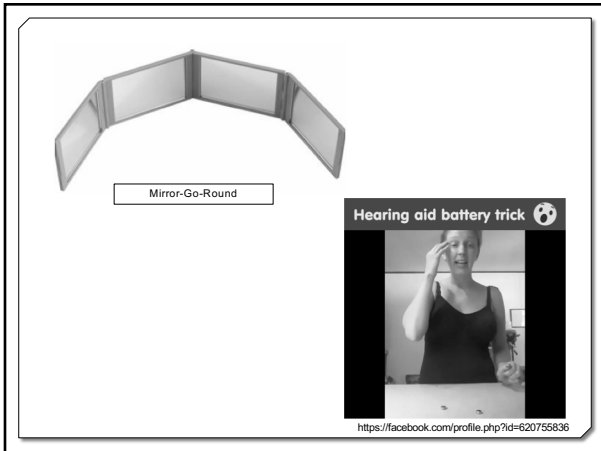 Mirror-Go-Round
Hearing aid battery trick
https://facebook.com/profile.php?id=620755836